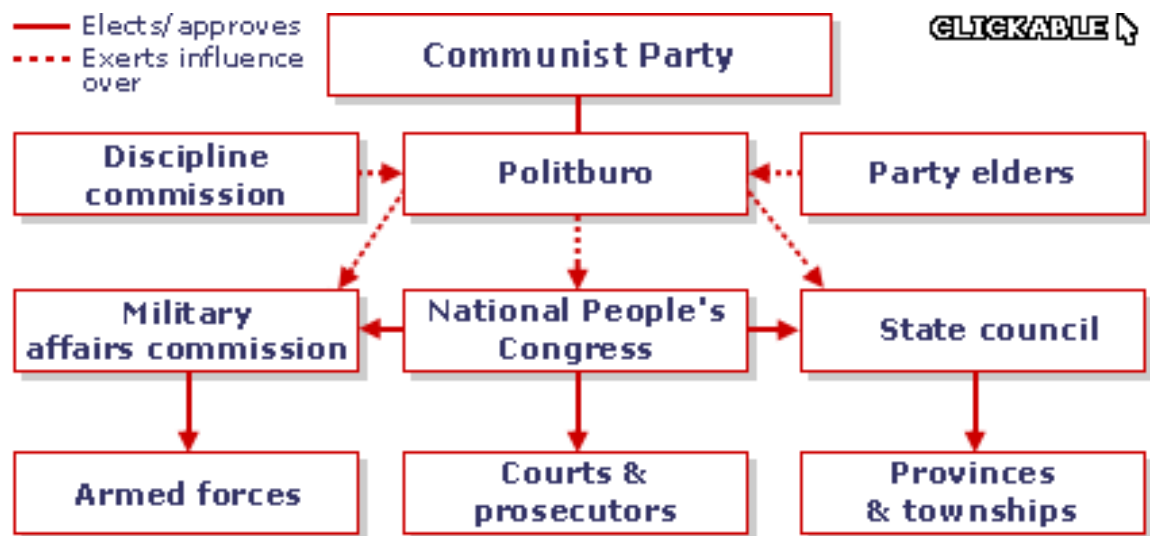 Elects/approves
Exerts influence
over
CLICKABLE
Communist Party
Discipline
commission
Politburo
Party elders
Military
affairs commission
National People's
Congress
State council
Armed forces
Courts &
prosecutors
Provinces
& townships